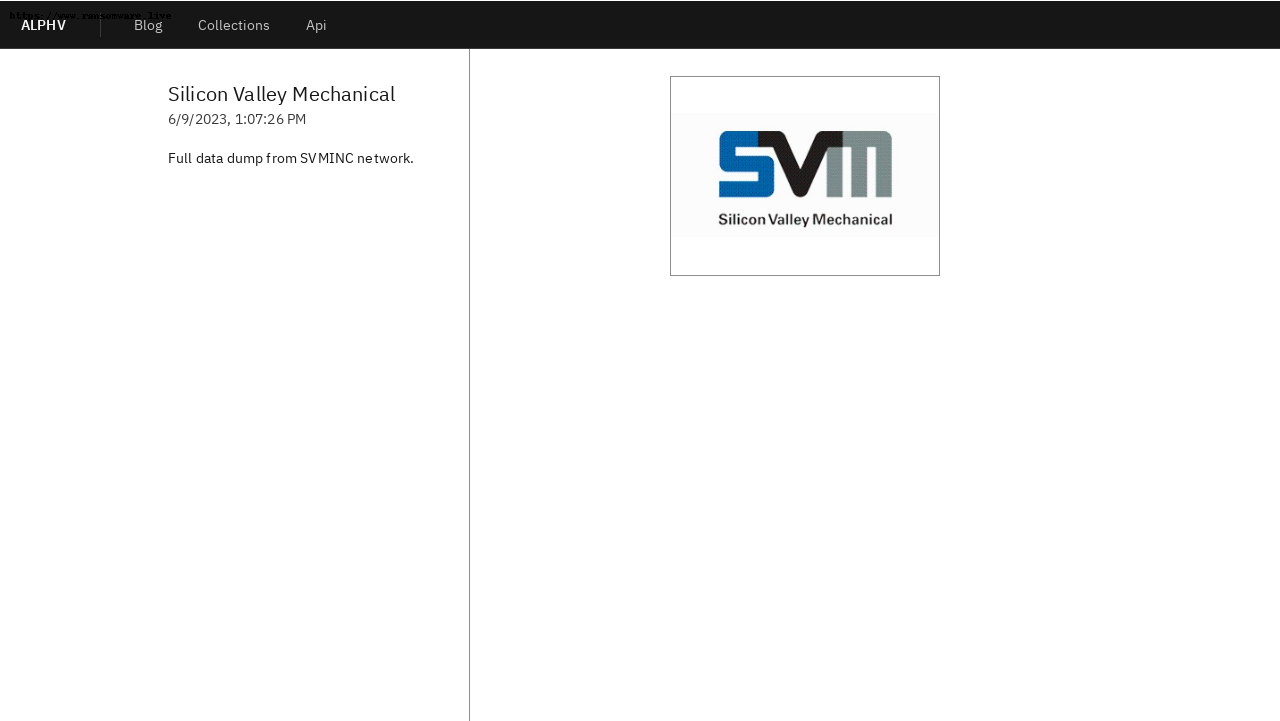 https://www.ransomware.live
ALPHV
Blog
Collections
Api
Silicon Valley Mechanical
6/9/2023, 1:07:26 PM
Full data dump from SVMINC network.
SVM
Silicon Valley Mechanical